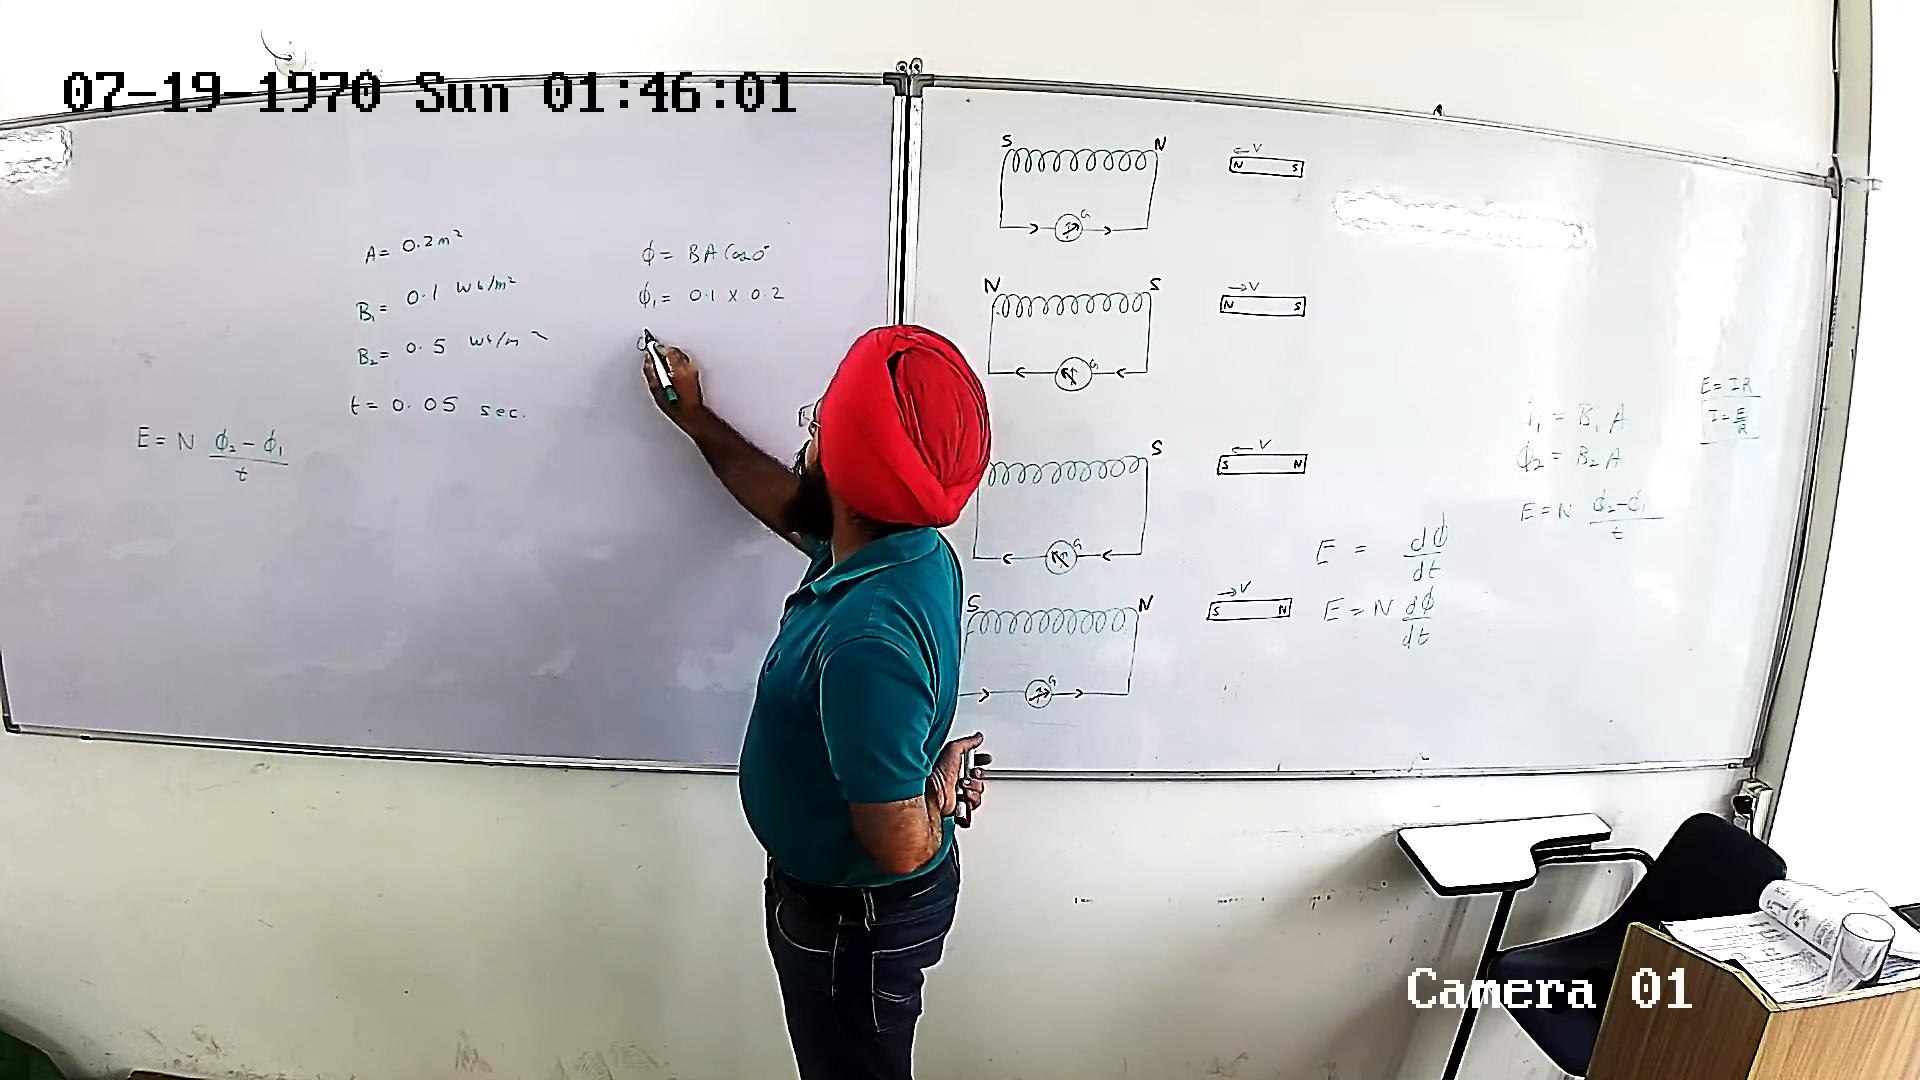 07-19-1970 Sun 01:46:01
A = 0.2 m²
B₁ = 0.1 Wb/m²
B₂ = 0.5 Wb/m²
t = 0.05 sec.
E = N ϕ₂ - ϕ₁
t
ϕ = BA Cos0°
ϕ₁ = 0.1 x 0.2
S N
← V
N S
G
N S
→ V
N S
G
S
← V
S N
G
S N
→ V
S N
G
E = dϕ
dt
E = N dϕ
dt
ϕ₁ = B₁ A
ϕ₂ = B₂ A
E = N ϕ₂-ϕ₁
t
E = IR
I = E
R
Camera 01